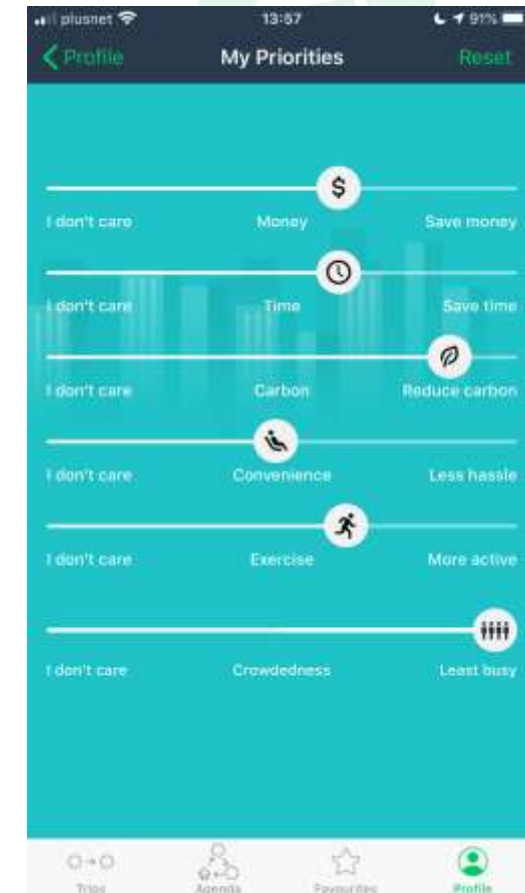 plusnet 13:57 91%
Profile My Priorities Reset
$
I don't care Money Save money
I don't care Time Save time
I don't care Carbon Reduce carbon
I don't care Convenience Less hassle
I don't care Exercise More active
I don't care Crowdedness Least busy
Trips Agenda Favourites Profile